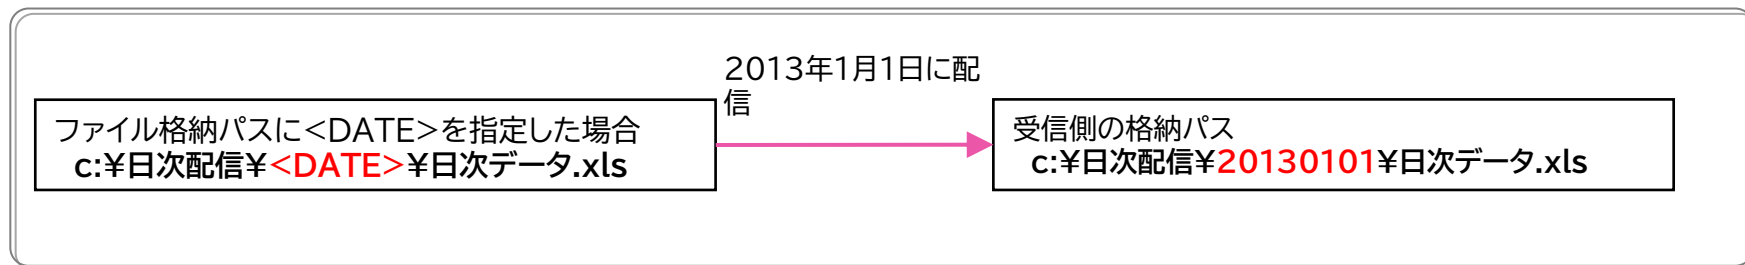 2013年1月1日に配
信
ファイル格納パスに<DATE>を指定した場合
c:¥日次配信¥<DATE>¥日次データ.xls
受信側の格納パス
c:¥日次配信¥20130101¥日次データ.xls